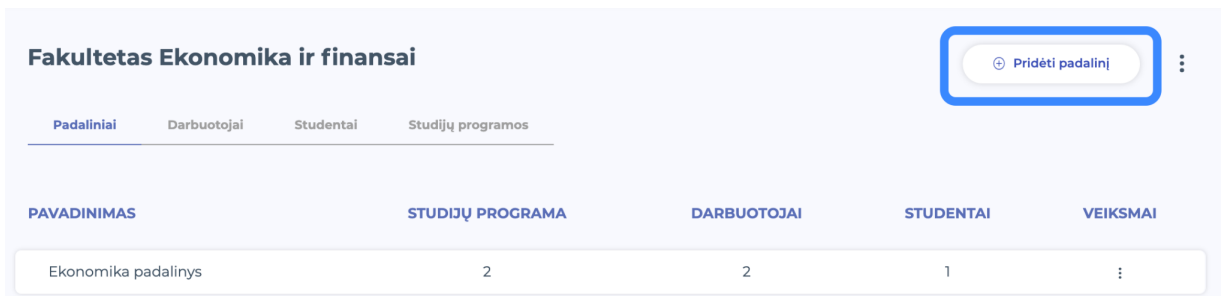 Fakultetas Ekonomika ir finansai
Pridėti padalinį
Padaliniai Darbuotojai Studentai Studijų programos
PAVADINIMAS STUDIJŲ PROGRAMA DARBUOTOJAI STUDENTAI VEIKSMAI
Ekonomika padalinys 2 2 1